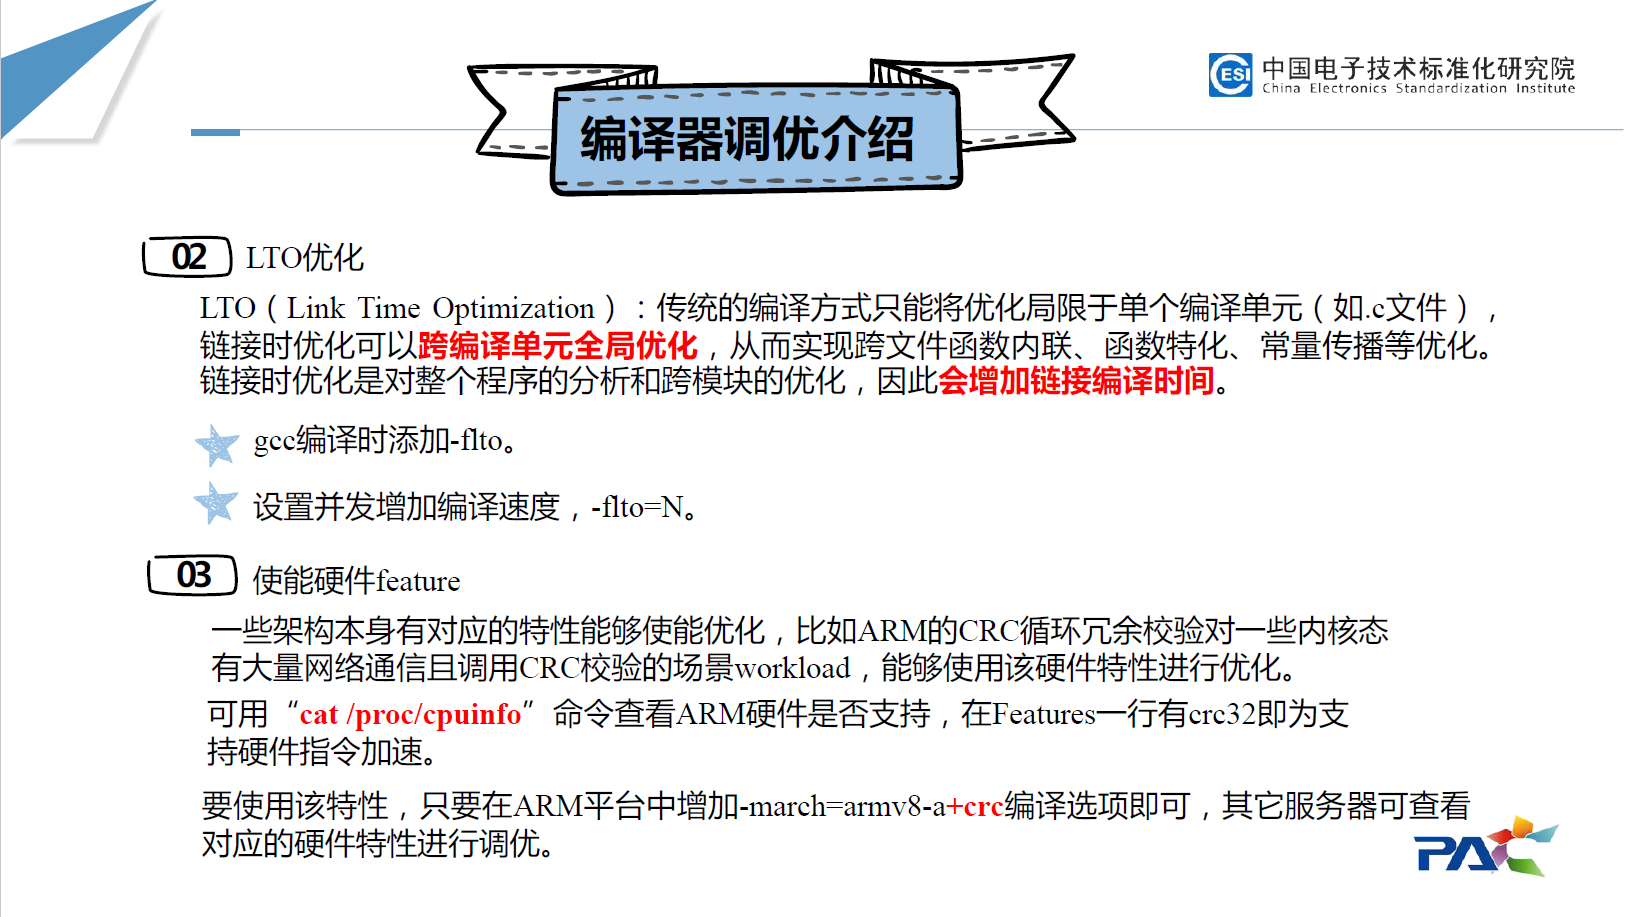 中国电子技术标准化研究院
CESI China Electronics Standardization Institute
编译器调优介绍
02 LTO优化
LTO（Link Time Optimization）：传统的编译方式只能将优化局限于单个编译单元（如.c文件），
链接时优化可以跨编译单元全局优化，从而实现跨文件函数内联、函数特化、常量传播等优化。
链接时优化是对整个程序的分析和跨模块的优化，因此会增加链接编译时间。
gcc编译时添加-flto。
设置并发增加编译速度，-flto=N。
03 使能硬件feature
一些架构本身有对应的特性能够使能优化，比如ARM的CRC循环冗余校验对一些内核态
有大量网络通信且调用CRC校验的场景workload，能够使用该硬件特性进行优化。
可用“cat /proc/cpuinfo”命令查看ARM硬件是否支持，在Features一行有crc32即为支
持硬件指令加速。
要使用该特性，只要在ARM平台中增加-march=armv8-a+crc编译选项即可，其它服务器可查看
对应的硬件特性进行调优。
PAC